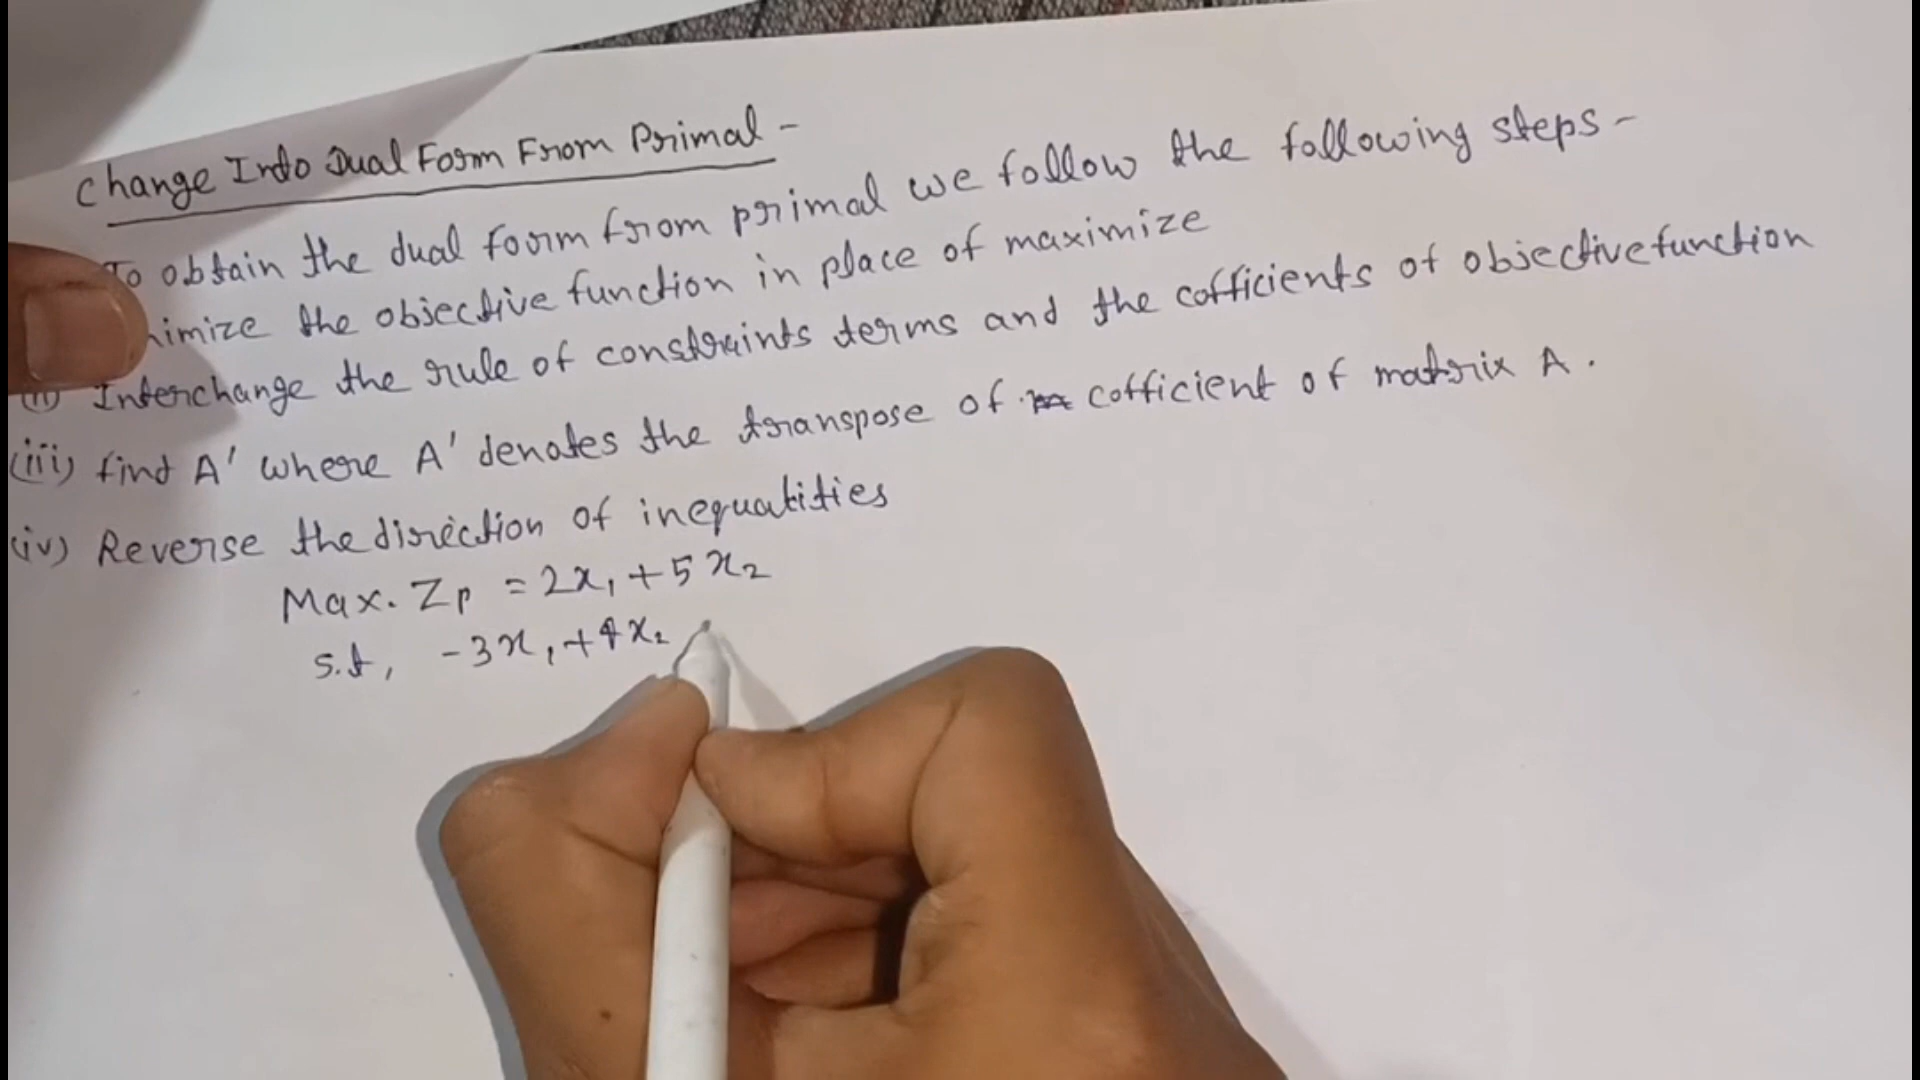 Change Into Dual Form From Primal -
To obtain the dual form from primal we follow the following steps -
the objective function in place of maximize
(ii) Interchange the rule of constraints terms and the cofficients of objective function
(iii) find A' where A' denotes the transpose of cofficient of matrix A.
(iv) Reverse the direction of inequalities
Max. Zp = 2x₁ + 5x₂
s.t, -3x₁ + 4x₂